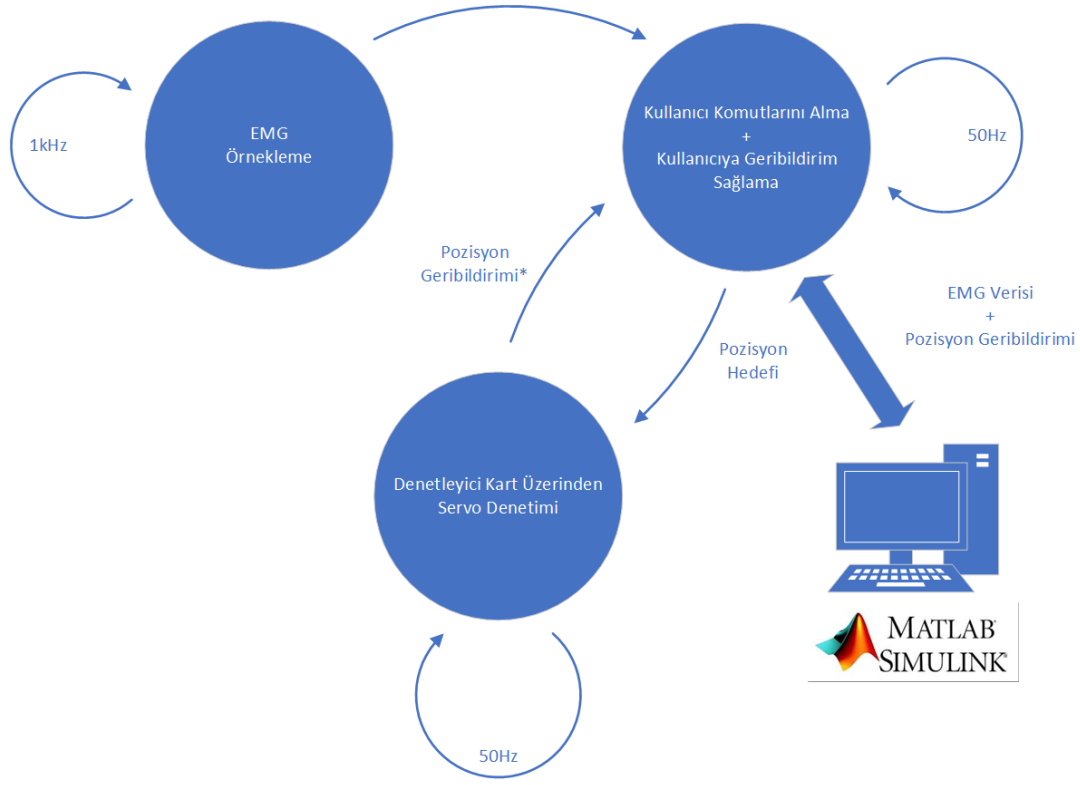 1kHz
EMG
Örnekleme
Kullanıcı Komutlarını Alma
+
Kullanıcıya Geribildirim
Sağlama
50Hz
Pozisyon
Geribildirimi*
Pozisyon
Hedefi
EMG Verisi
+
Pozisyon Geribildirimi
Denetleyici Kart Üzerinden
Servo Denetimi
50Hz
MATLAB®
SIMULINK®